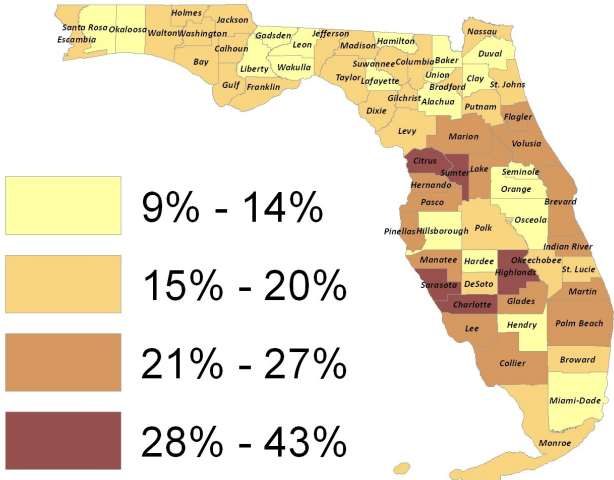 Holmes
Jackson
Santa Rosa
Okaloosa
Walton
Washington
Escambia
Calhoun
Bay
Gulf
Franklin
Gadsden
Leon
Liberty
Wakulla
Jefferson
Madison
Hamilton
Taylor
Suwannee
Lafayette
Columbia
Baker
Nassau
Duval
Union
Bradford
Clay
St. Johns
Dixie
Gilchrist
Alachua
Putnam
Flagler
Levy
Marion
Volusia
Citrus
Sumter
Lake
Seminole
Hernando
Orange
Pasco
Brevard
Pinellas
Hillsborough
Polk
Osceola
Indian River
Manatee
Hardee
Okeechobee
Highlands
St. Lucie
Sarasota
DeSoto
Martin
Charlotte
Glades
Lee
Hendry
Palm Beach
Collier
Broward
Miami-Dade
Monroe
9% - 14%
15% - 20%
21% - 27%
28% - 43%